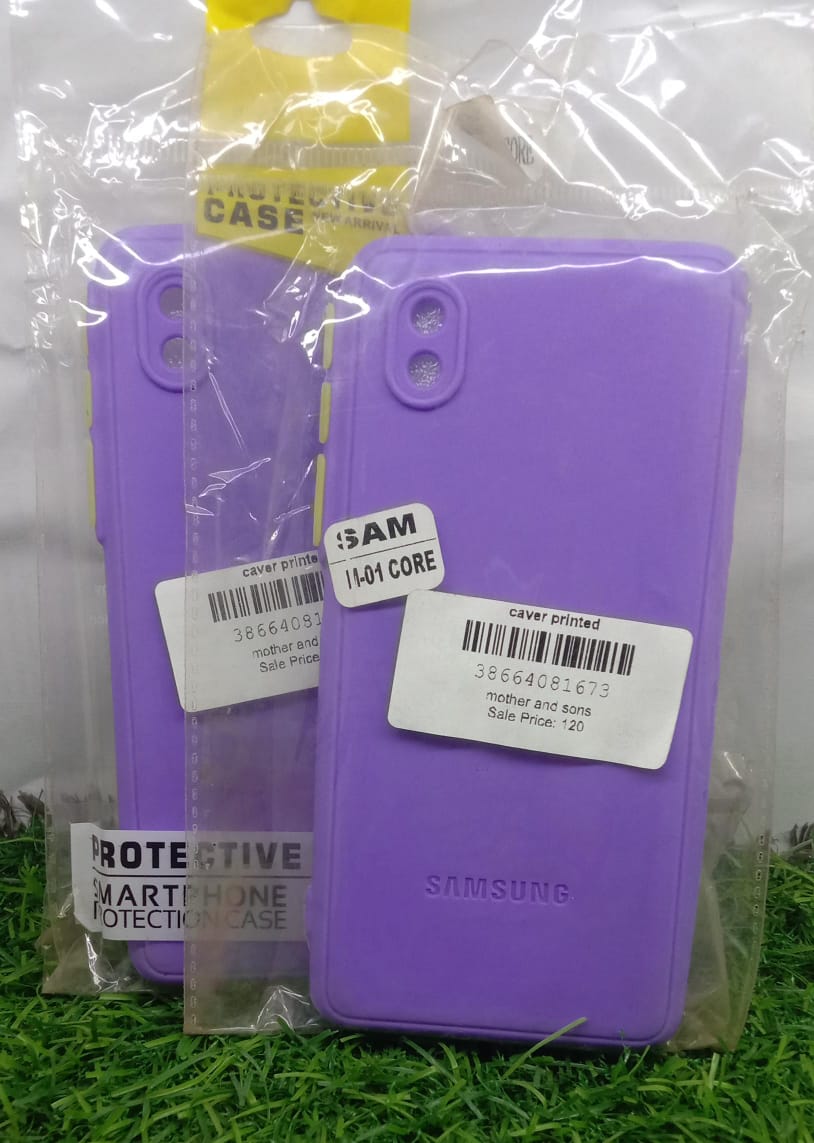 PROTECTIVE
CASE NEW ARRIVAL
ORE
SAM
M-01 CORE
caver printe
38664081
mother and
Sale Price
caver printed
38664081673
mother and sons
Sale Price: 120
PROTECTIVE
SMARTPHONE
PROTECTION CASE
SAMSUNG